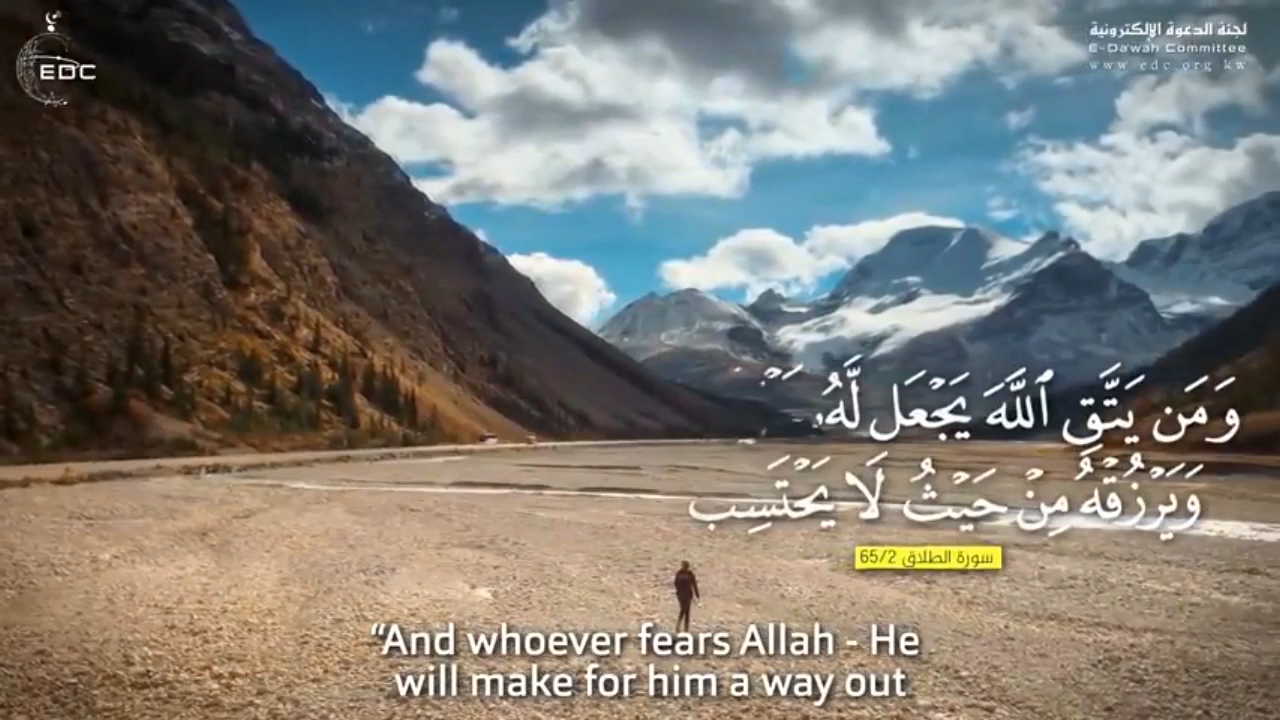 EDC
لجنة الدعوة الإلكترونية
E-Da'wah Committee
www.edc.org.kw
وَمَن يَتَّقِ ٱللَّهَ يَجْعَل لَّهُۥ
وَيَرْزُقْهُ مِنْ حَيْثُ لَا يَحْتَسِب
سورة الطلاق 65/2
“And whoever fears Allah - He
will make for him a way out